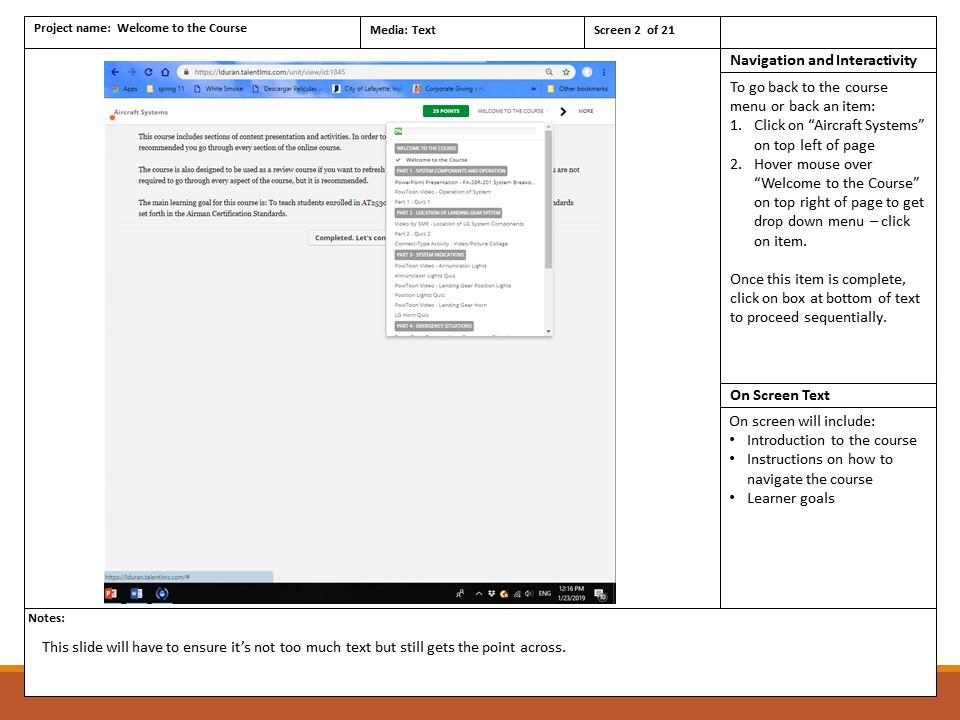 Project name: Welcome to the Course
Media: Text
Screen 2 of 21
https://lduran.talentlms.com/unit/view/id:1845
Apps
spring 11
White Smoke
Descargar Peliculas
City of Lafayette, Ind
Corporate Giving
»
Other bookmarks
Aircraft Systems
25 POINTS
WELCOME TO THE COURSE
MORE
This course includes sections of content presentation and activities. In order to
recommended you go through every section of the online course.
The course is also designed to be used as a review course if you want to refresh
u are not
required to go through every aspect of the course, but it is recommended.
The main learning goal for this course is: To teach students enrolled in AT253
ndards
set forth in the Airman Certification Standards.
Completed. Let's con
WELCOME TO THE COURSE
Welcome to the Course
PART 1 - SYSTEM COMPONENTS AND OPERATION
PowerPoint Presentation - PA-28R-201 System Breakd...
PowToon Video - Operation of System
Part 1 - Quiz 1
PART 2 - LOCATION OF LANDING GEAR SYSTEM
Video by SME - Location of LG System Components
Part 2 - Quiz 2
Connect-Type Activity - Video/Picture Collage
PART 3 - SYSTEM INDICATIONS
PowToon Video - Annunciator Lights
Annunciator Lights Quiz
PowToon Video - Landing Gear Position Lights
Position Lights Quiz
PowToon Video - Landing Gear Horn
LG Horn Quiz
PART 4 - EMERGENCY SITUATIONS
https://lduran.talentlms.com/#
ENG
12:16 PM
1/23/2019
Navigation and Interactivity
To go back to the course
menu or back an item:
1. Click on “Aircraft Systems”
on top left of page
2. Hover mouse over
“Welcome to the Course”
on top right of page to get
drop down menu – click
on item.
Once this item is complete,
click on box at bottom of text
to proceed sequentially.
On Screen Text
On screen will include:
• Introduction to the course
• Instructions on how to
navigate the course
• Learner goals
Notes:
This slide will have to ensure it’s not too much text but still gets the point across.